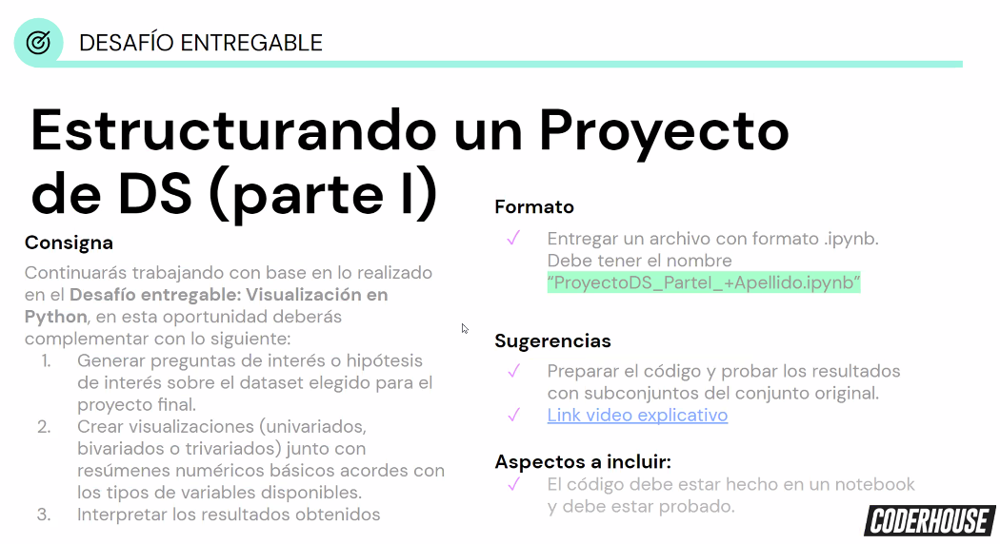 DESAFÍO ENTREGABLE
Estructurando un Proyecto
de DS (parte I)
Consigna
Continuarás trabajando con base en lo realizado
en el Desafío entregable: Visualización en
Python, en esta oportunidad deberás
complementar con lo siguiente:
1. Generar preguntas de interés o hipótesis
de interés sobre el dataset elegido para el
proyecto final.
2. Crear visualizaciones (univariados,
bivariados o trivariados) junto con
resúmenes numéricos básicos acordes con
los tipos de variables disponibles.
3. Interpretar los resultados obtenidos
Formato
✓ Entregar un archivo con formato .ipynb.
Debe tener el nombre
“ProyectoDS_ParteI_+Apellido.ipynb”
Sugerencias
✓ Preparar el código y probar los resultados
con subconjuntos del conjunto original.
✓ Link video explicativo
Aspectos a incluir:
✓ El código debe estar hecho en un notebook
y debe estar probado.
CODERHOUSE